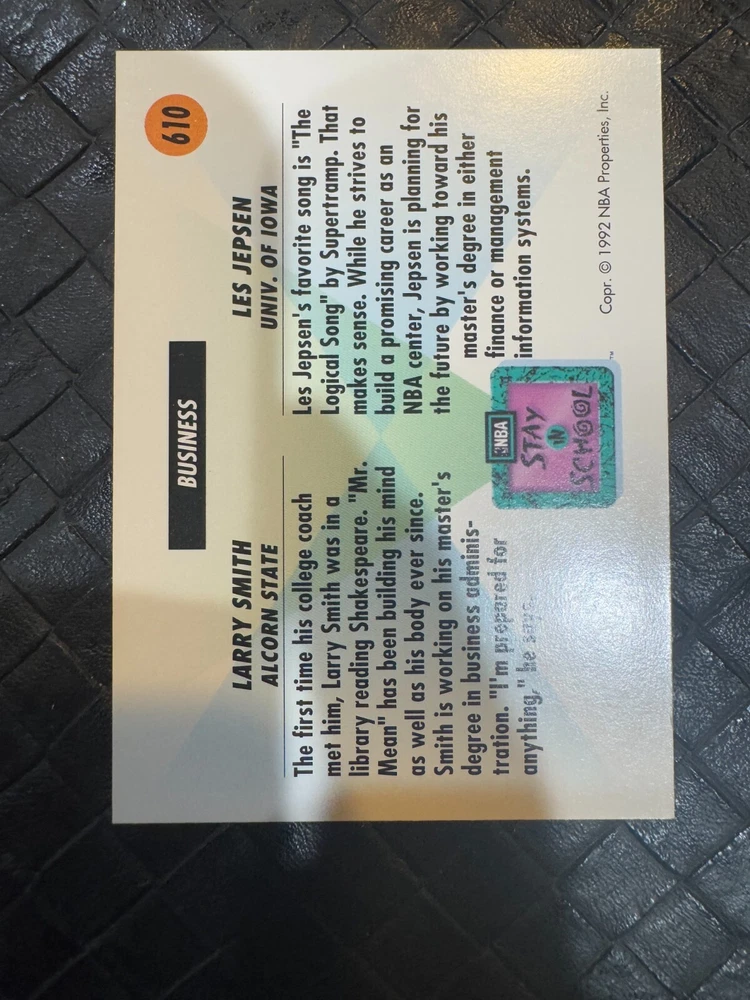 610
BUSINESS
LARRY SMITH
ALCORN STATE
The first time his college coach
met him, Larry Smith was in a
library reading Shakespeare. "Mr.
Mean" has been building his mind
as well as his body ever since.
Smith is working on his master's
degree in business adminis-
tration. "I'm prepared for
anything," he says.
LES JEPSEN
UNIV. OF IOWA
Les Jepsen's favorite song is "The
Logical Song" by Supertramp. That
makes sense. While he strives to
build a promising career as an
NBA center, Jepsen is planning for
the future by working toward his
master's degree in either
finance or management
information systems.
NBA
STAY
IN
SCHOOL
™
Copr. © 1992 NBA Properties, Inc.